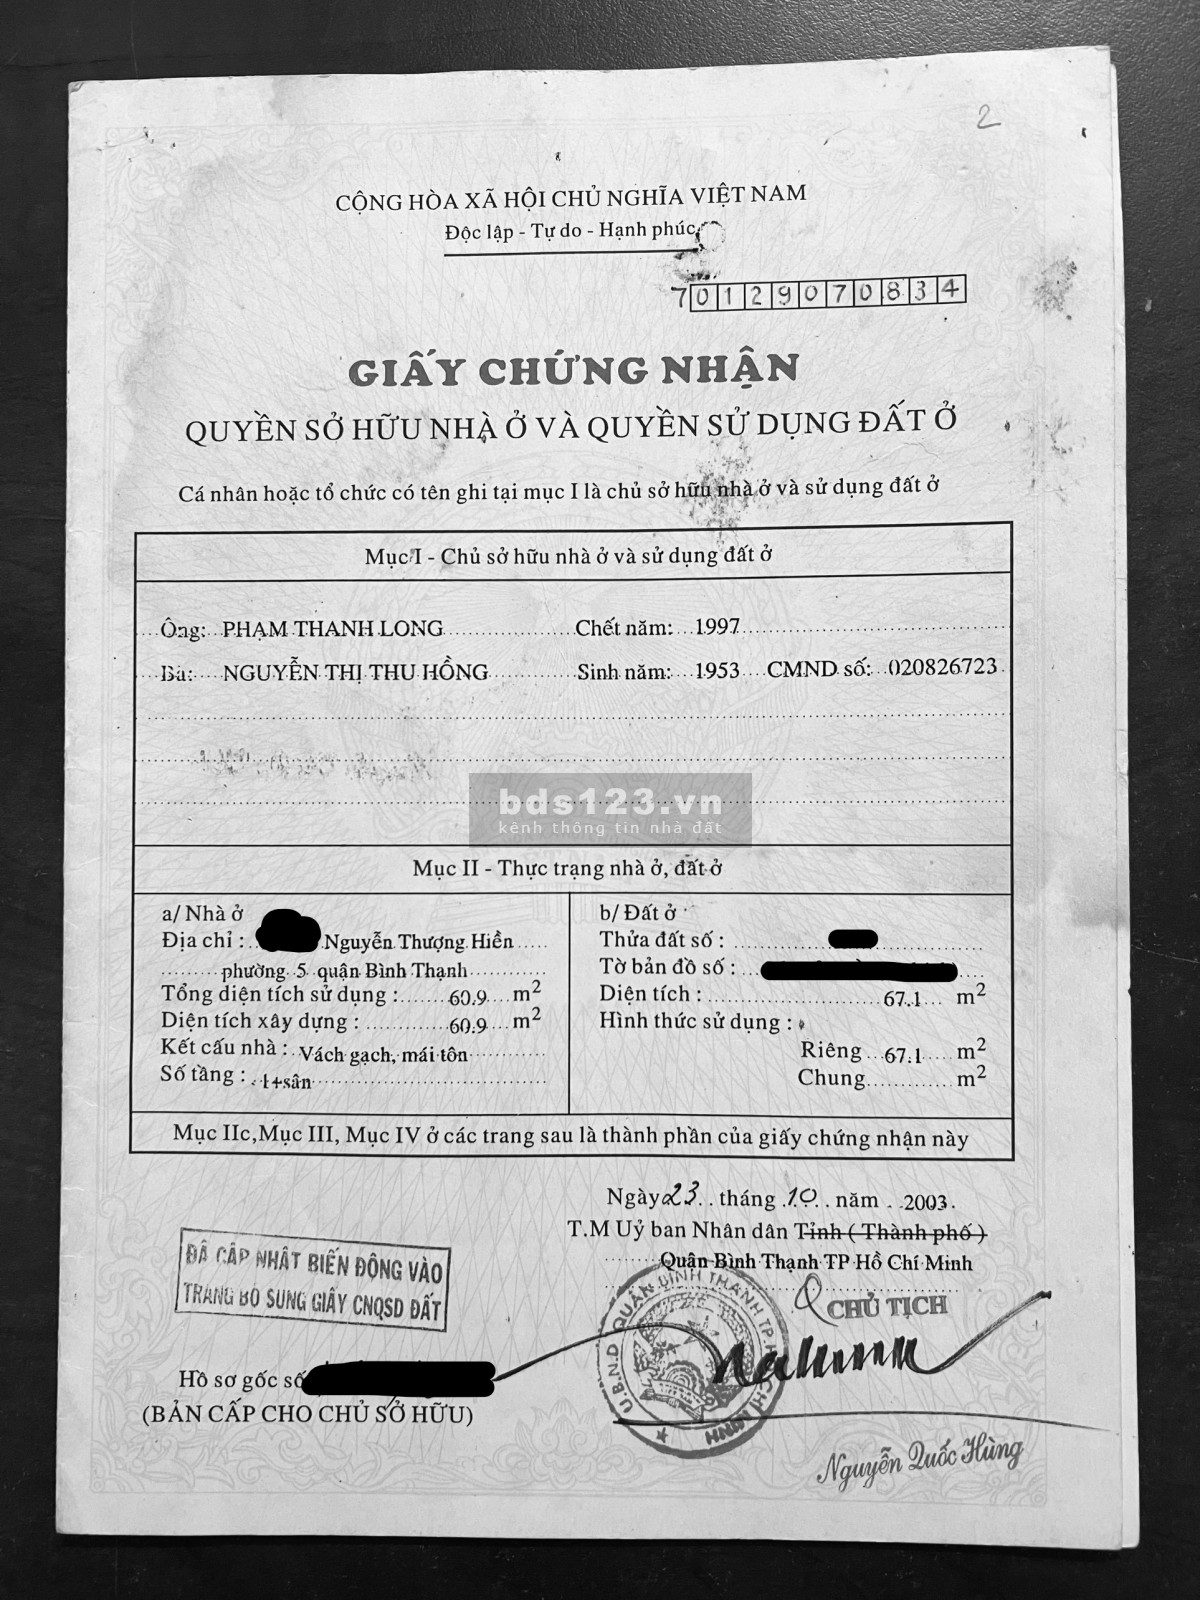 2
CỘNG HÒA XÃ HỘI CHỦ NGHĨA VIỆT NAM
Độc lập - Tự do - Hạnh phúc
70129070834
GIẤY CHỨNG NHẬN
QUYỀN SỞ HỮU NHÀ Ở VÀ QUYỀN SỬ DỤNG ĐẤT Ở
Cá nhân hoặc tổ chức có tên ghi tại mục I là chủ sở hữu nhà ở và sử dụng đất ở
Mục I - Chủ sở hữu nhà ở và sử dụng đất ở
Ông: PHẠM THANH LONG Chết năm: 1997
Bà: NGUYỄN THỊ THU HỒNG Sinh năm: 1953 CMND số: 020826723
bds123.vn
kênh thông tin nhà đất
Mục II - Thực trạng nhà ở, đất ở
a/ Nhà ở
Địa chỉ : Nguyễn Thượng Hiền
phường 5 quận Bình Thạnh
Tổng diện tích sử dụng : 60.9 m2
Diện tích xây dựng : 60.9 m2
Kết cấu nhà : Vách gạch, mái tôn
Số tầng : 1+sân
b/ Đất ở
Thửa đất số :
Tờ bản đồ số :
Diện tích : 67.1 m2
Hình thức sử dụng :
Riêng 67.1 m2
Chung m2
Mục IIc,Mục III, Mục IV ở các trang sau là thành phần của giấy chứng nhận này
Ngày 23 tháng 10 năm 2003.
T.M Uỷ ban Nhân dân Tỉnh ( Thành phố )
Quận Bình Thạnh TP Hồ Chí Minh
CHỦ TỊCH
ĐÃ CẬP NHẬT BIẾN ĐỘNG VÀO
TRANG BỔ SUNG GIẤY CNQSD ĐẤT
U.B.N.D QUẬN BÌNH THẠNH TP. HỒ CHÍ MINH
Hồ sơ gốc số
(BẢN CẤP CHO CHỦ SỞ HỮU)
Nguyễn Quốc Hùng